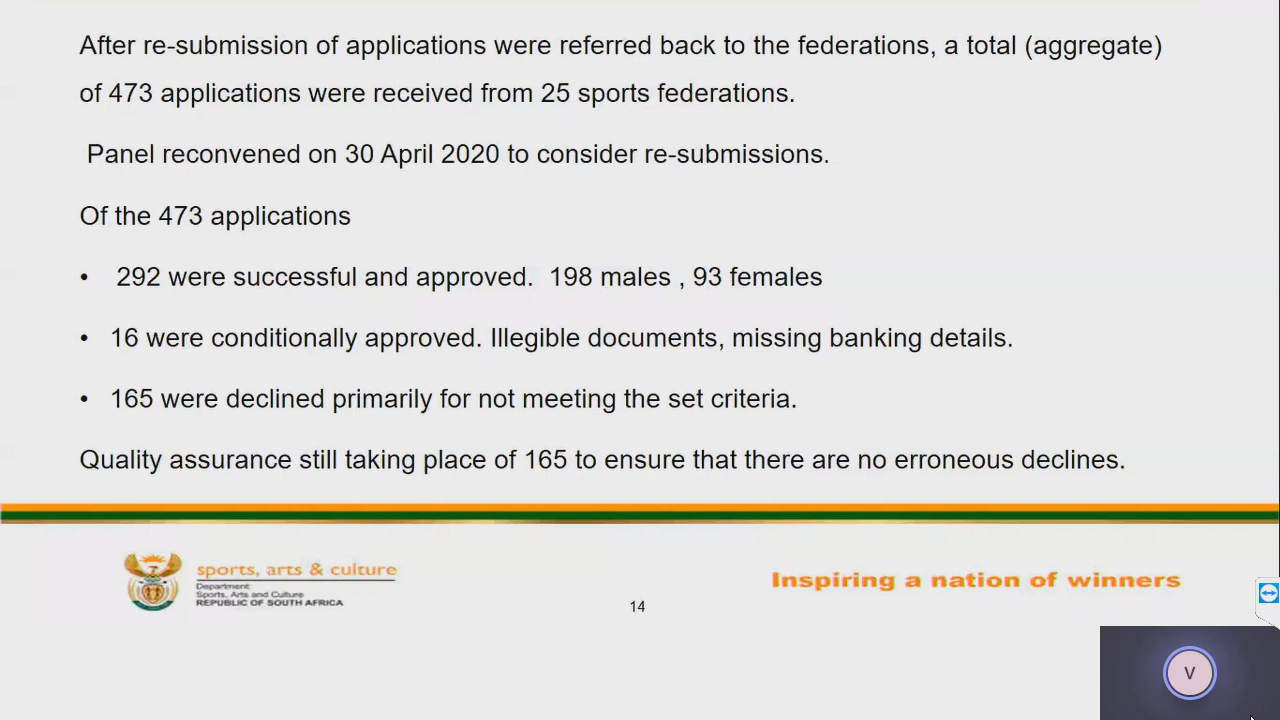 After re-submission of applications were referred back to the federations, a total (aggregate)
of 473 applications were received from 25 sports federations.
Panel reconvened on 30 April 2020 to consider re-submissions.
Of the 473 applications
• 292 were successful and approved. 198 males , 93 females
• 16 were conditionally approved. Illegible documents, missing banking details.
• 165 were declined primarily for not meeting the set criteria.
Quality assurance still taking place of 165 to ensure that there are no erroneous declines.
sports, arts & culture
Department:
Sports, Arts and Culture
REPUBLIC OF SOUTH AFRICA
Inspiring a nation of winners
14
V